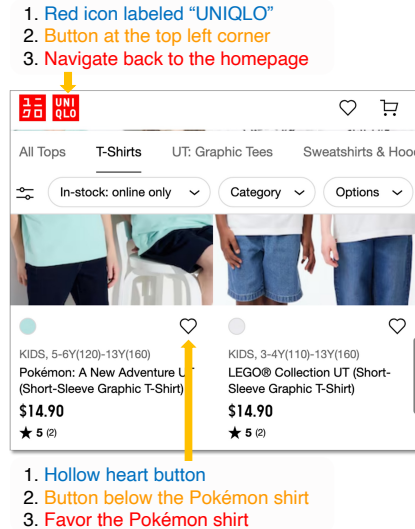 1. Red icon labeled “UNIQLO”
2. Button at the top left corner
3. Navigate back to the homepage
ユニ UNI
クロ QLO
All Tops T-Shirts UT: Graphic Tees Sweatshirts & Hoo
In-stock: online only Category Options
KIDS, 5-6Y(120)-13Y(160) KIDS, 3-4Y(110)-13Y(160)
Pokémon: A New Adventure UT LEGO® Collection UT (Short-
(Short-Sleeve Graphic T-Shirt) Sleeve Graphic T-Shirt)
$14.90 $14.90
★ 5 (2) ★ 5 (2)
1. Hollow heart button
2. Button below the Pokémon shirt
3. Favor the Pokémon shirt